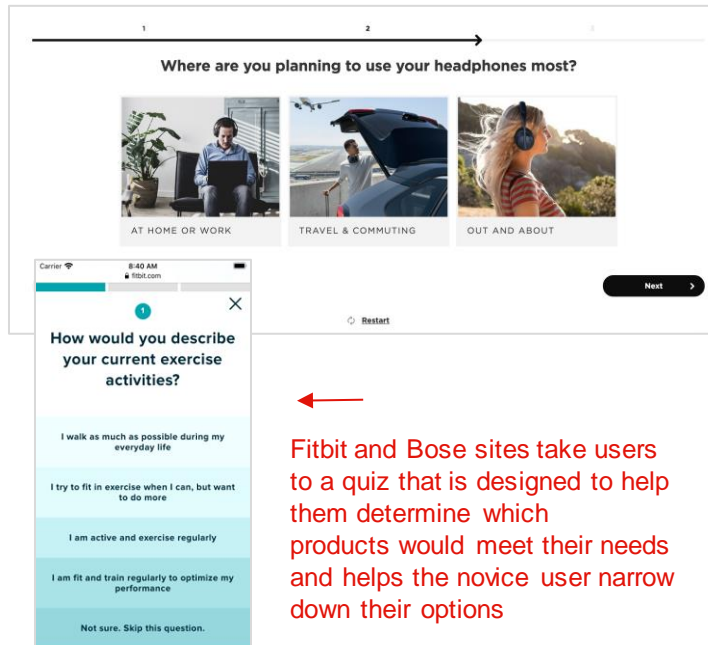 1 2 3
Where are you planning to use your headphones most?
AT HOME OR WORK
TRAVEL & COMMUTING
OUT AND ABOUT
Next
Restart
Carrier 8:40 AM
fitbit.com
1
How would you describe
your current exercise
activities?
I walk as much as possible during my
everyday life
I try to fit in exercise when I can, but want
to do more
I am active and exercise regularly
I am fit and train regularly to optimize my
performance
Not sure. Skip this question.
Fitbit and Bose sites take users
to a quiz that is designed to help
them determine which
products would meet their needs
and helps the novice user narrow
down their options